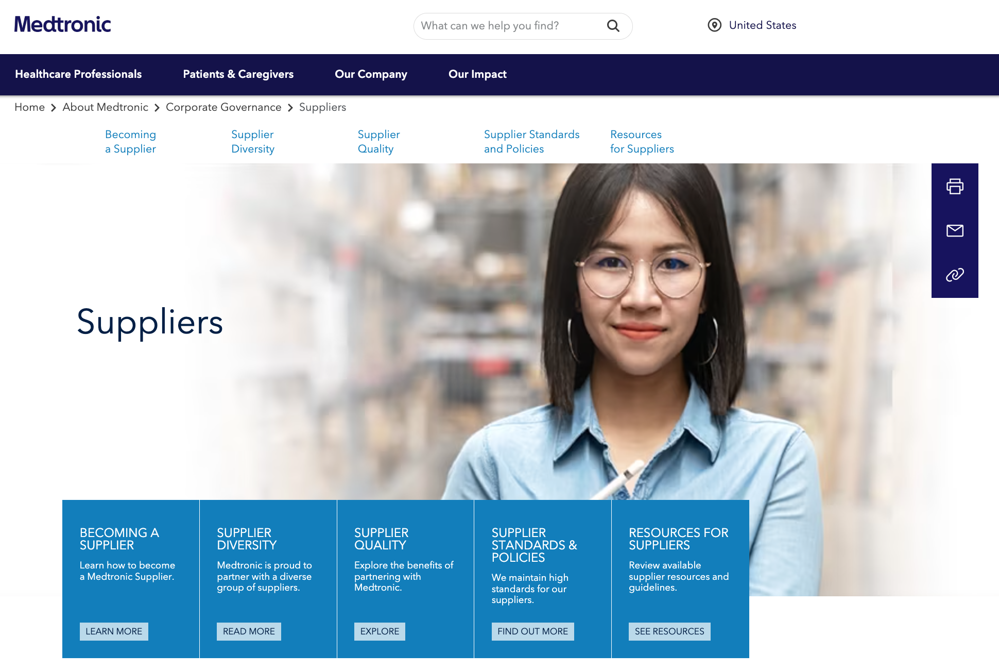 Medtronic
What can we help you find?
United States
Healthcare Professionals
Patients & Caregivers
Our Company
Our Impact
Home > About Medtronic > Corporate Governance > Suppliers
Becoming
a Supplier
Supplier
Diversity
Supplier
Quality
Supplier Standards
and Policies
Resources
for Suppliers
Suppliers
BECOMING A
SUPPLIER
Learn how to become
a Medtronic Supplier.
LEARN MORE
SUPPLIER
DIVERSITY
Medtronic is proud to
partner with a diverse
group of suppliers.
READ MORE
SUPPLIER
QUALITY
Explore the benefits of
partnering with
Medtronic.
EXPLORE
SUPPLIER
STANDARDS &
POLICIES
We maintain high
standards for our
suppliers.
FIND OUT MORE
RESOURCES FOR
SUPPLIERS
Review available
supplier resources and
guidelines.
SEE RESOURCES